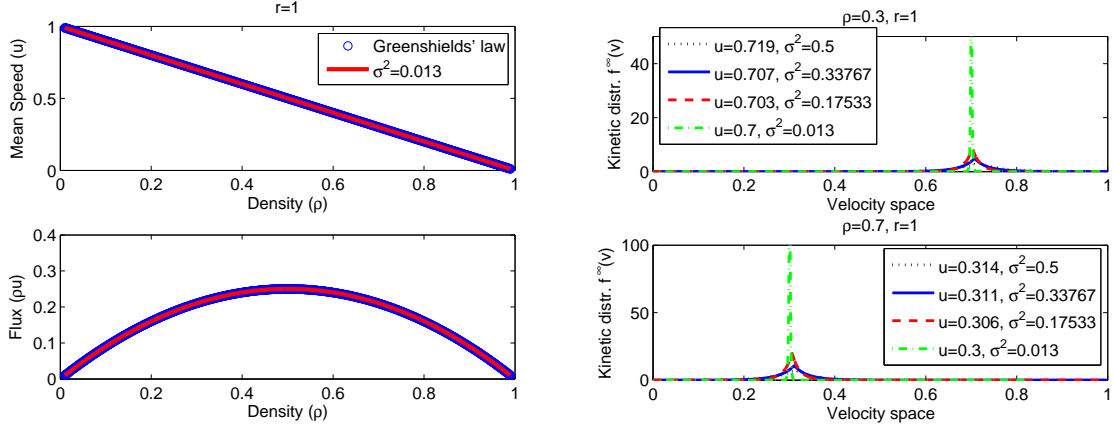 r=1
Mean Speed (u)
1
0.5
0
Greenshields' law
σ²=0.013
0 0.2 0.4 0.6 0.8 1
Density (ρ)
Flux (ρu)
0.4
0.3
0.2
0.1
0
0 0.2 0.4 0.6 0.8 1
Density (ρ)
ρ=0.3, r=1
Kinetic distr. f^∞(v)
40
20
0
u=0.719, σ²=0.5
u=0.707, σ²=0.33767
u=0.703, σ²=0.17533
u=0.7, σ²=0.013
0 0.2 0.4 0.6 0.8 1
Velocity space
ρ=0.7, r=1
Kinetic distr. f^∞(v)
100
50
0
u=0.314, σ²=0.5
u=0.311, σ²=0.33767
u=0.306, σ²=0.17533
u=0.3, σ²=0.013
0 0.2 0.4 0.6 0.8 1
Velocity space